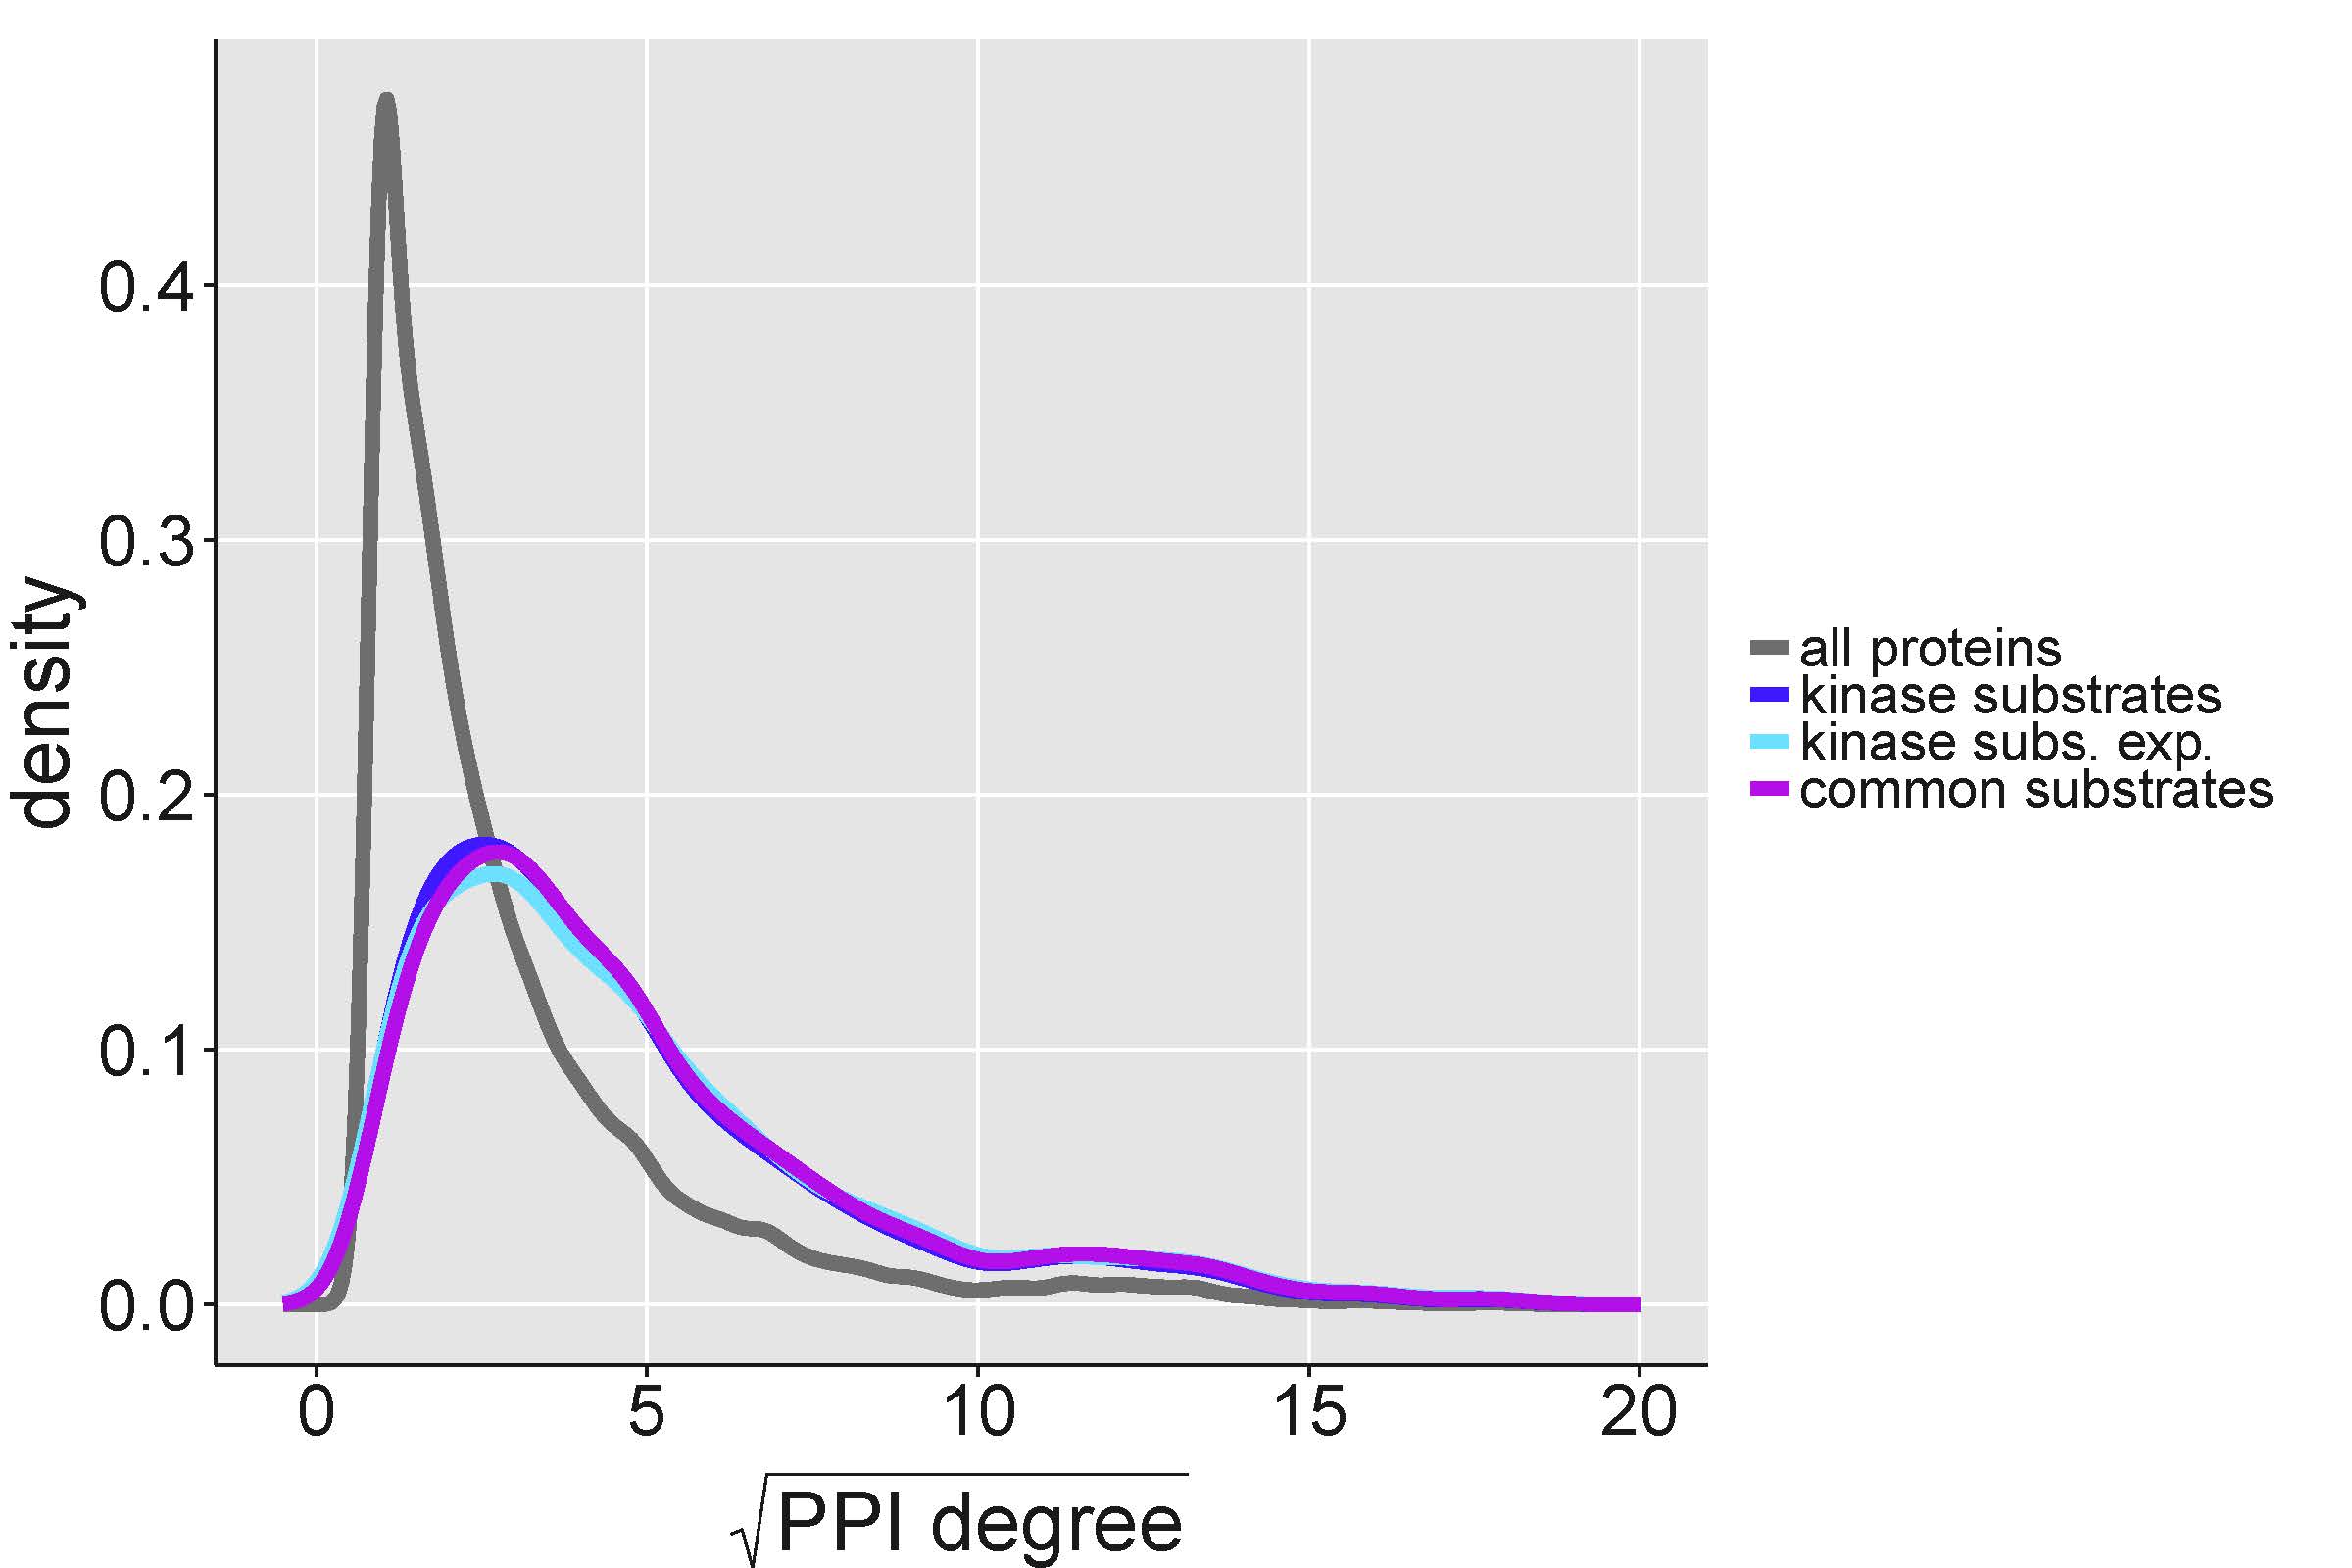 density
0.4
0.3
0.2
0.1
0.0
0 5 10 15 20
√PPI degree
all proteins
kinase substrates
kinase subs. exp.
common substrates